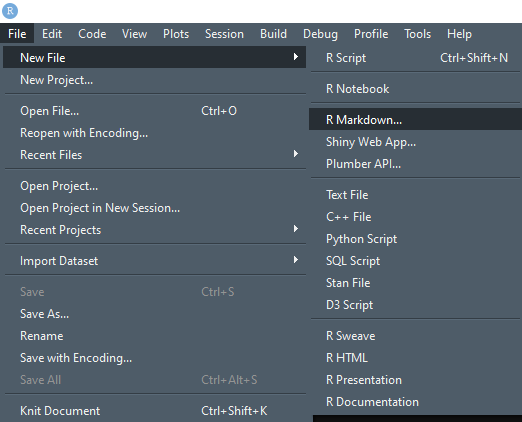 R
File Edit Code View Plots Session Build Debug Profile Tools Help
New File
New Project...
Open File... Ctrl+O
Reopen with Encoding...
Recent Files
Open Project...
Open Project in New Session...
Recent Projects
Import Dataset
Save Ctrl+S
Save As...
Rename
Save with Encoding...
Save All Ctrl+Alt+S
Knit Document Ctrl+Shift+K
R Script Ctrl+Shift+N
R Notebook
R Markdown...
Shiny Web App...
Plumber API...
Text File
C++ File
Python Script
SQL Script
Stan File
D3 Script
R Sweave
R HTML
R Presentation
R Documentation